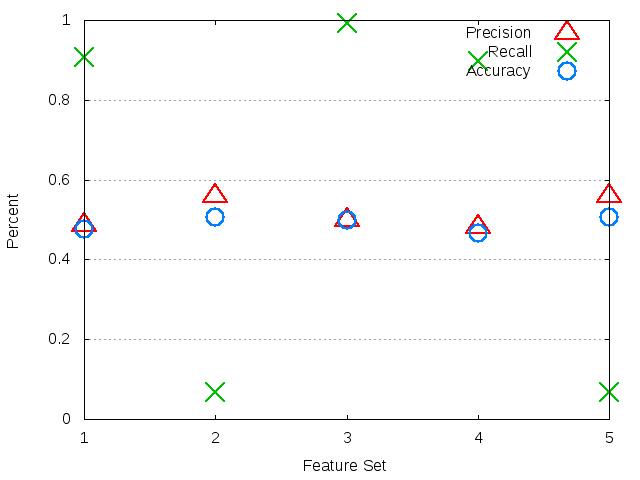 1
Precision
Recall
Accuracy
0.8
0.6
Percent
0.4
0.2
0
1 2 3 4 5
Feature Set